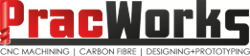 PracWorks
CNC MACHINING | CARBON FIBRE | DESIGNING+PROTOTYPING